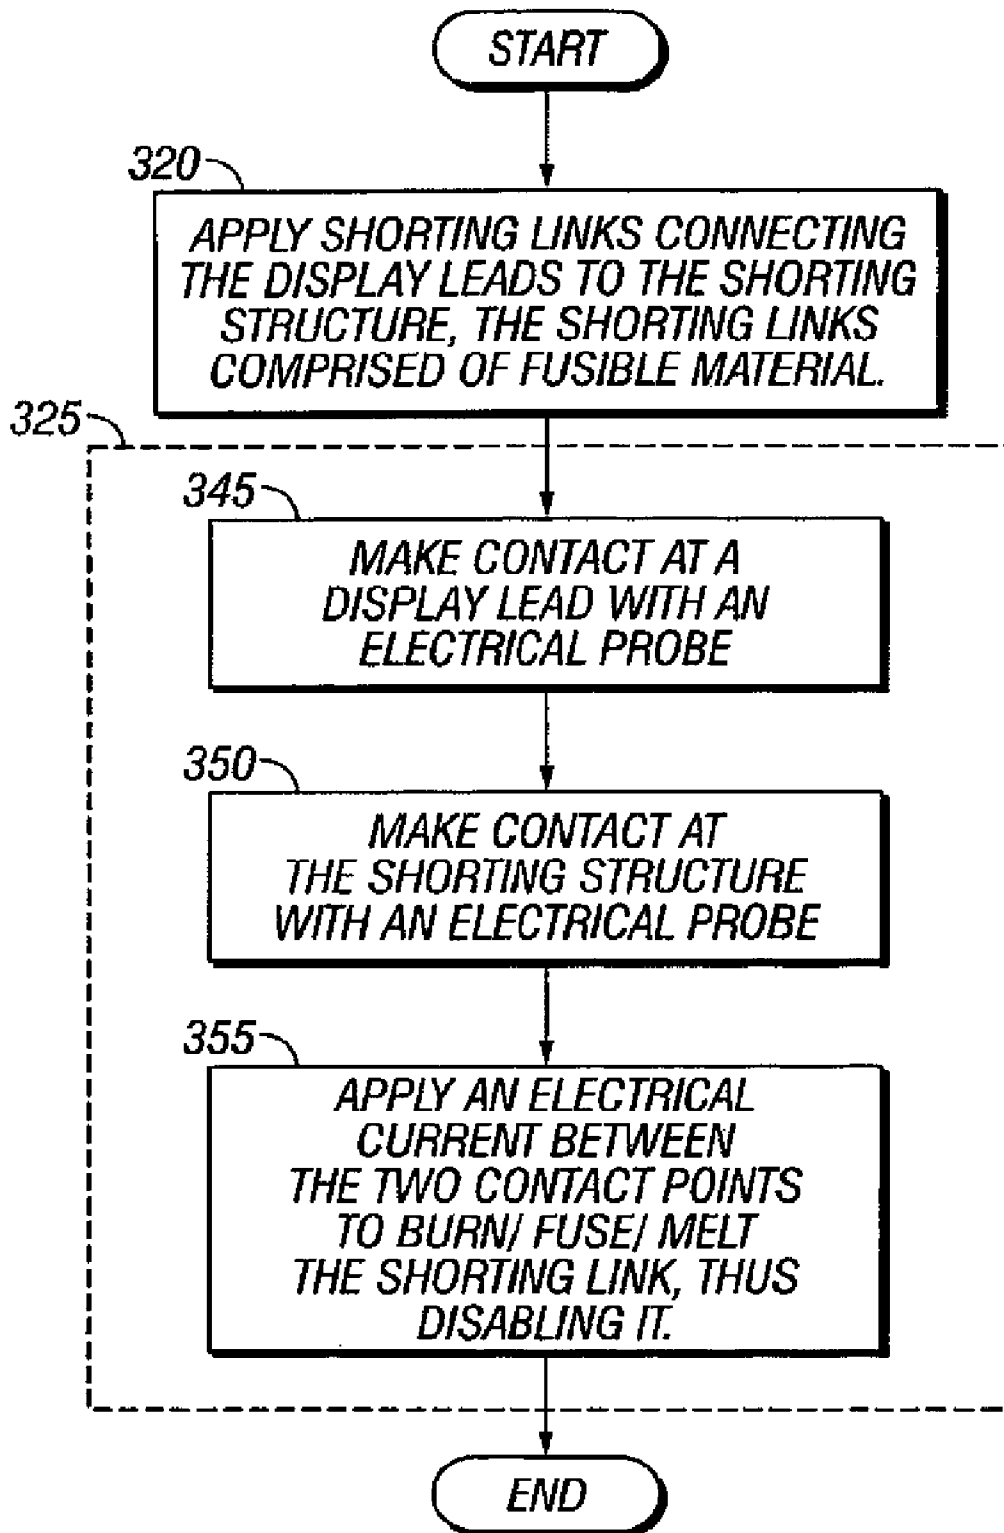 START
320
APPLY SHORTING LINKS CONNECTING
THE DISPLAY LEADS TO THE SHORTING
STRUCTURE, THE SHORTING LINKS
COMPRISED OF FUSIBLE MATERIAL.
325
345
MAKE CONTACT AT A
DISPLAY LEAD WITH AN
ELECTRICAL PROBE
350
MAKE CONTACT AT
THE SHORTING STRUCTURE
WITH AN ELECTRICAL PROBE
355
APPLY AN ELECTRICAL
CURRENT BETWEEN
THE TWO CONTACT POINTS
TO BURN/ FUSE/ MELT
THE SHORTING LINK, THUS
DISABLING IT.
END